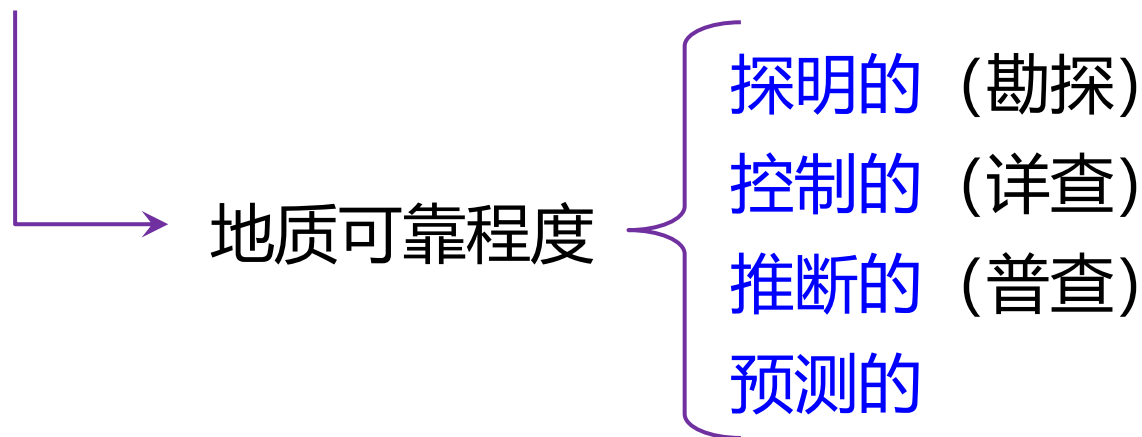 探明的（勘探）
控制的（详查）
地质可靠程度
推断的（普查）
预测的